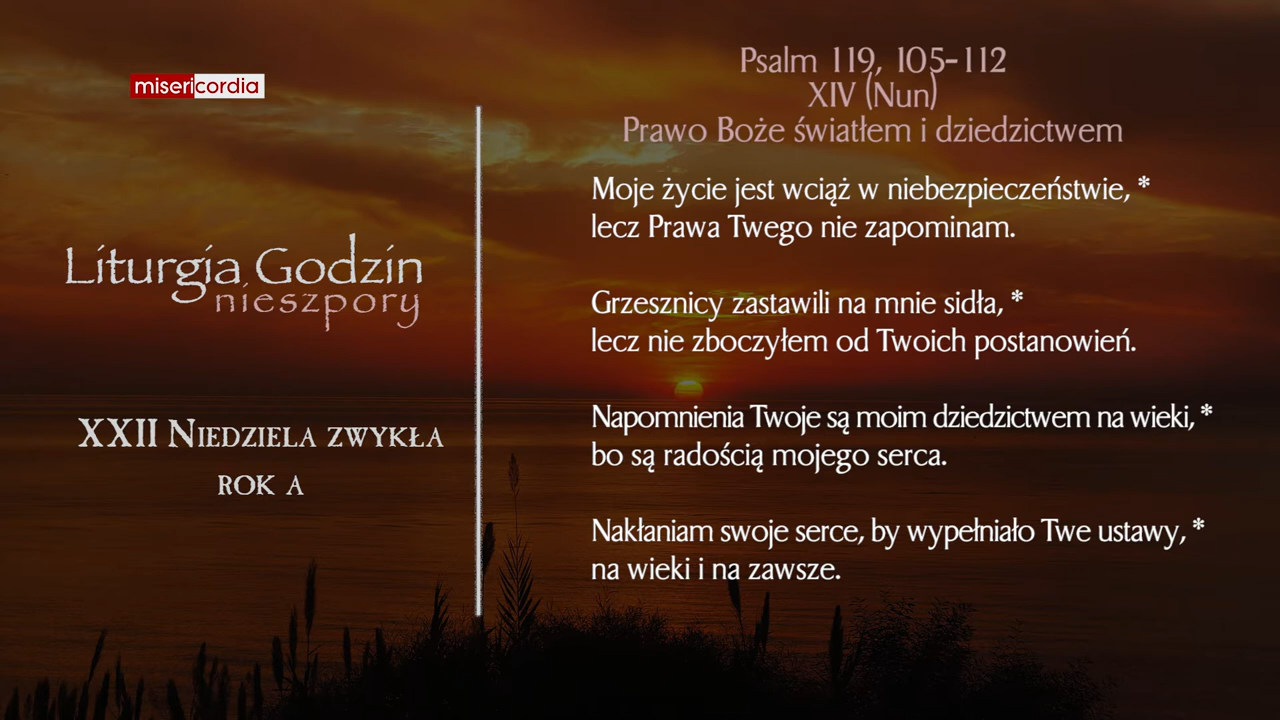 misericordia
Liturgia Godzin
nieszpory
XXII Niedziela zwykła
rok A
Psalm 119, 105-112
XIV (Nun)
Prawo Boże światłem i dziedzictwem
Moje życie jest wciąż w niebezpieczeństwie, *
lecz Prawa Twego nie zapominam.
Grzesznicy zastawili na mnie sidła, *
lecz nie zboczyłem od Twoich postanowień.
Napomnienia Twoje są moim dziedzictwem na wieki, *
bo są radością mojego serca.
Nakłaniam swoje serce, by wypełniało Twe ustawy, *
na wieki i na zawsze.